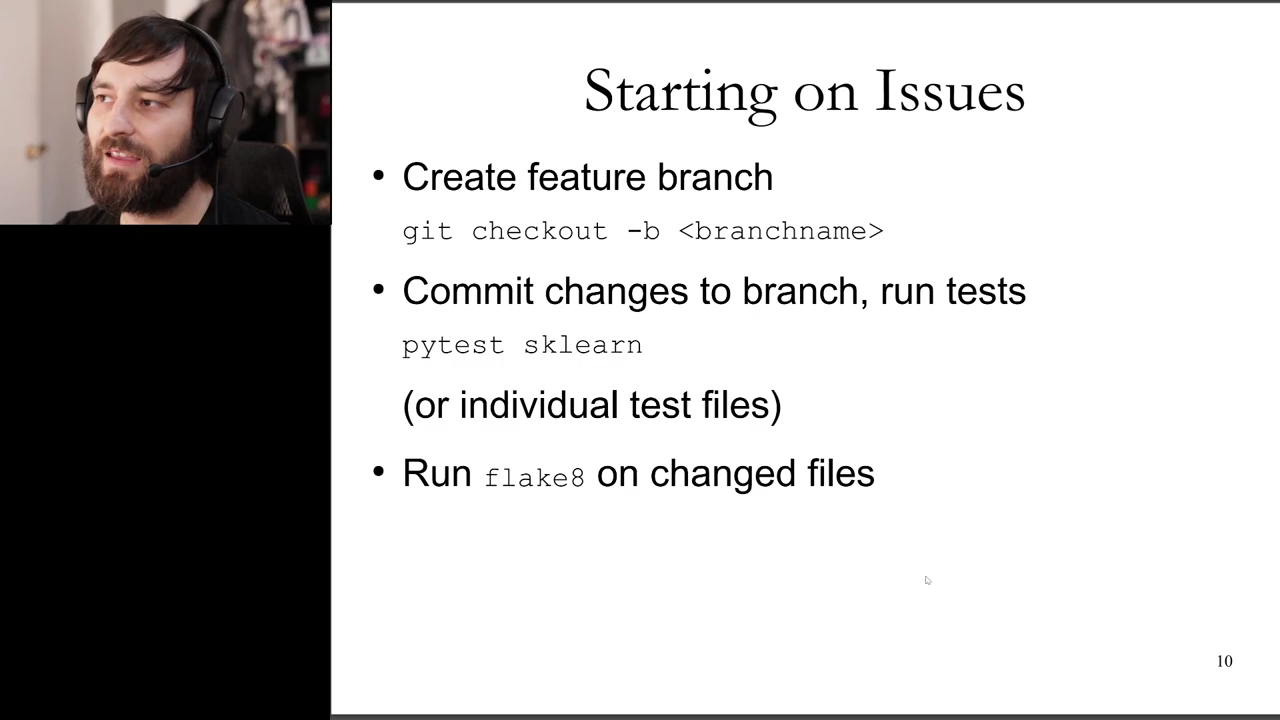 Starting on Issues
• Create feature branch
git checkout -b <branchname>
• Commit changes to branch, run tests
pytest sklearn
(or individual test files)
• Run flake8 on changed files
10